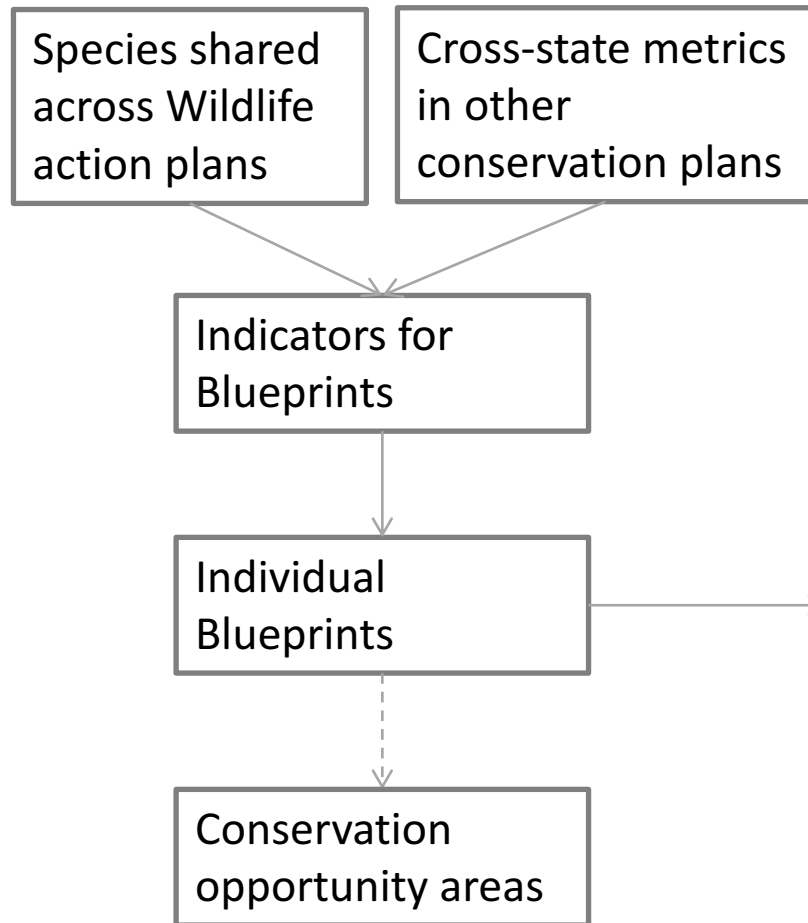 Species shared
across Wildlife
action plans
Cross-state metrics
in other
conservation plans
Indicators for
Blueprints
Individual
Blueprints
Conservation
opportunity areas